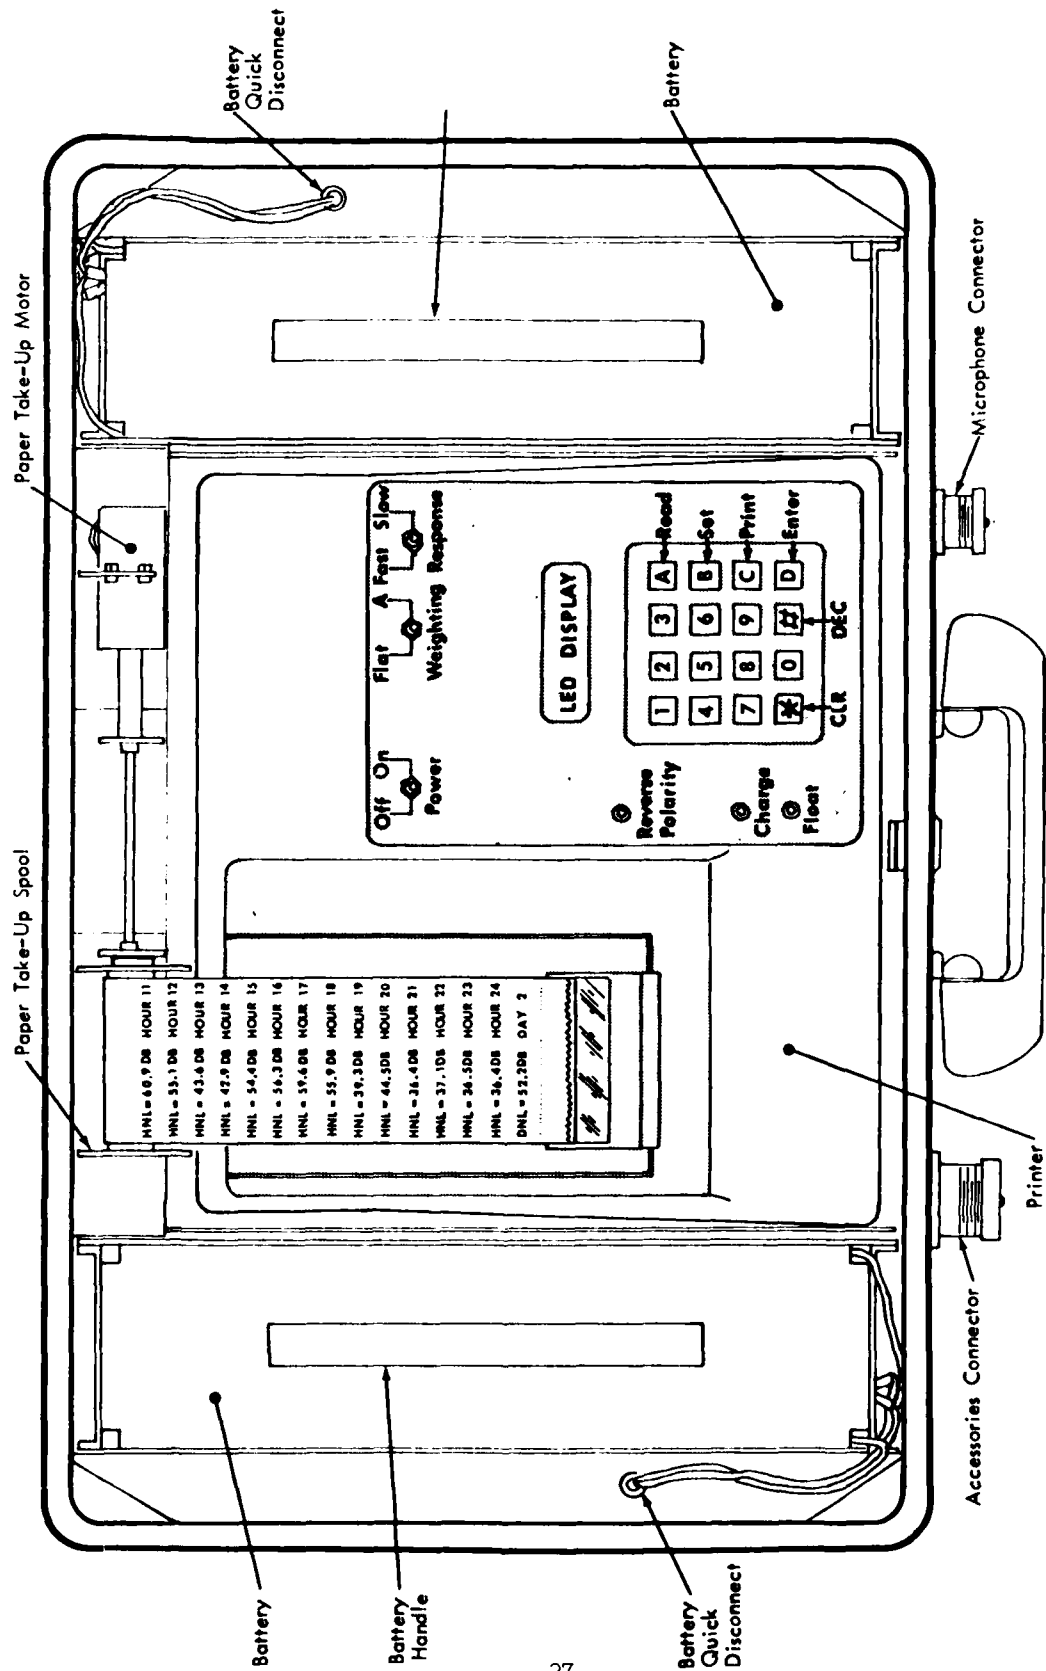 Paper Take-Up Spool
Paper Take-Up Motor
Battery
Quick
Disconnect
Battery
Battery
Battery
Handle
Battery
Quick
Disconnect
HNL = 60.9 DB HOUR 11
HNL = 55.1 DB HOUR 12
HNL = 43.6 DB HOUR 13
HNL = 42.9 DB HOUR 14
HNL = 54.4 DB HOUR 15
HNL = 56.3 DB HOUR 16
HNL = 59.6 DB HOUR 17
HNL = 55.9 DB HOUR 18
HNL = 39.3 DB HOUR 19
HNL = 44.5 DB HOUR 20
HNL = 36.4 DB HOUR 21
HNL = 37.1 DB HOUR 22
HNL = 36.5 DB HOUR 23
HNL = 36.4 DB HOUR 24
DNL = 52.2 DB DAY 2
Off On Flat A Fast Slow
Power Weighting Response
LED DISPLAY
Reverse
Polarity
Charge
Float
1 2 3 A Read
4 5 6 B Set
7 8 9 C Print
* 0 # D Enter
CLR DEC
Accessories Connector
Printer
Microphone Connector
27